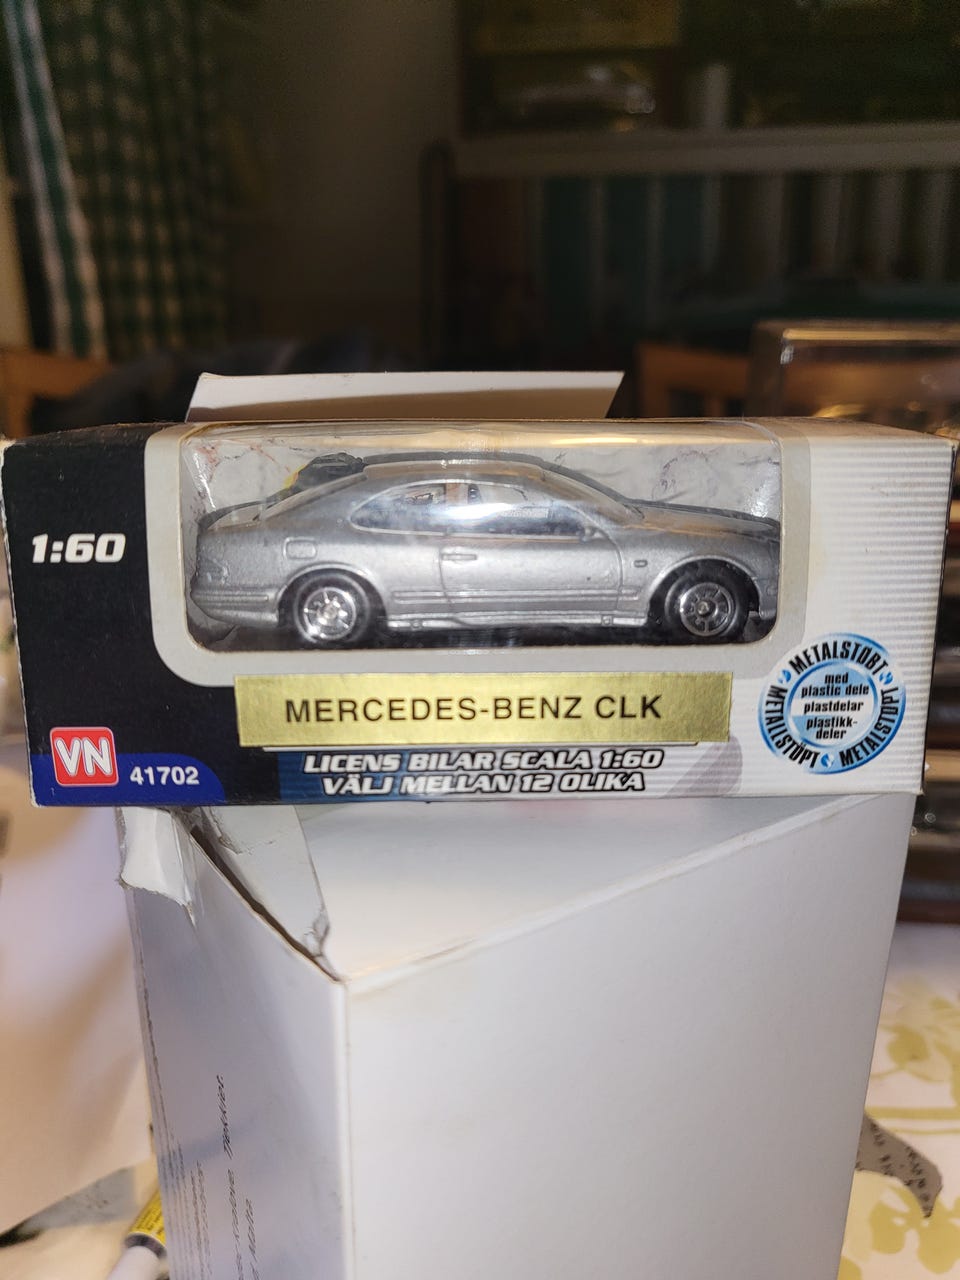 1:60
MERCEDES-BENZ CLK
VN
41702
LICENS BILAR SCALA 1:60
VÄLJ MELLAN 12 OLIKA
METALSTØBT
METALLSTÖPT
METALSTØPT
med
plastic dele
plastdelar
plastikk-
deler